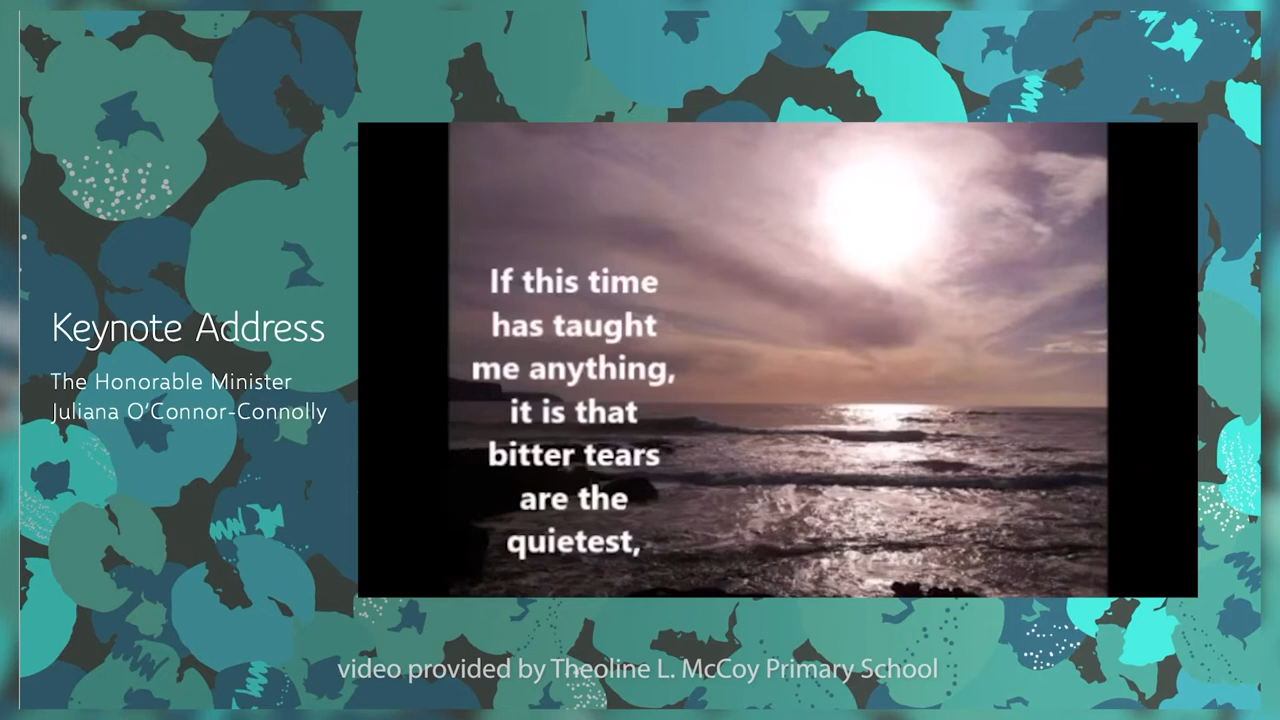 Keynote Address
The Honorable Minister
Juliana O'Connor-Connolly
If this time
has taught
me anything,
it is that
bitter tears
are the
quietest,
video provided by Theoline L. McCoy Primary School